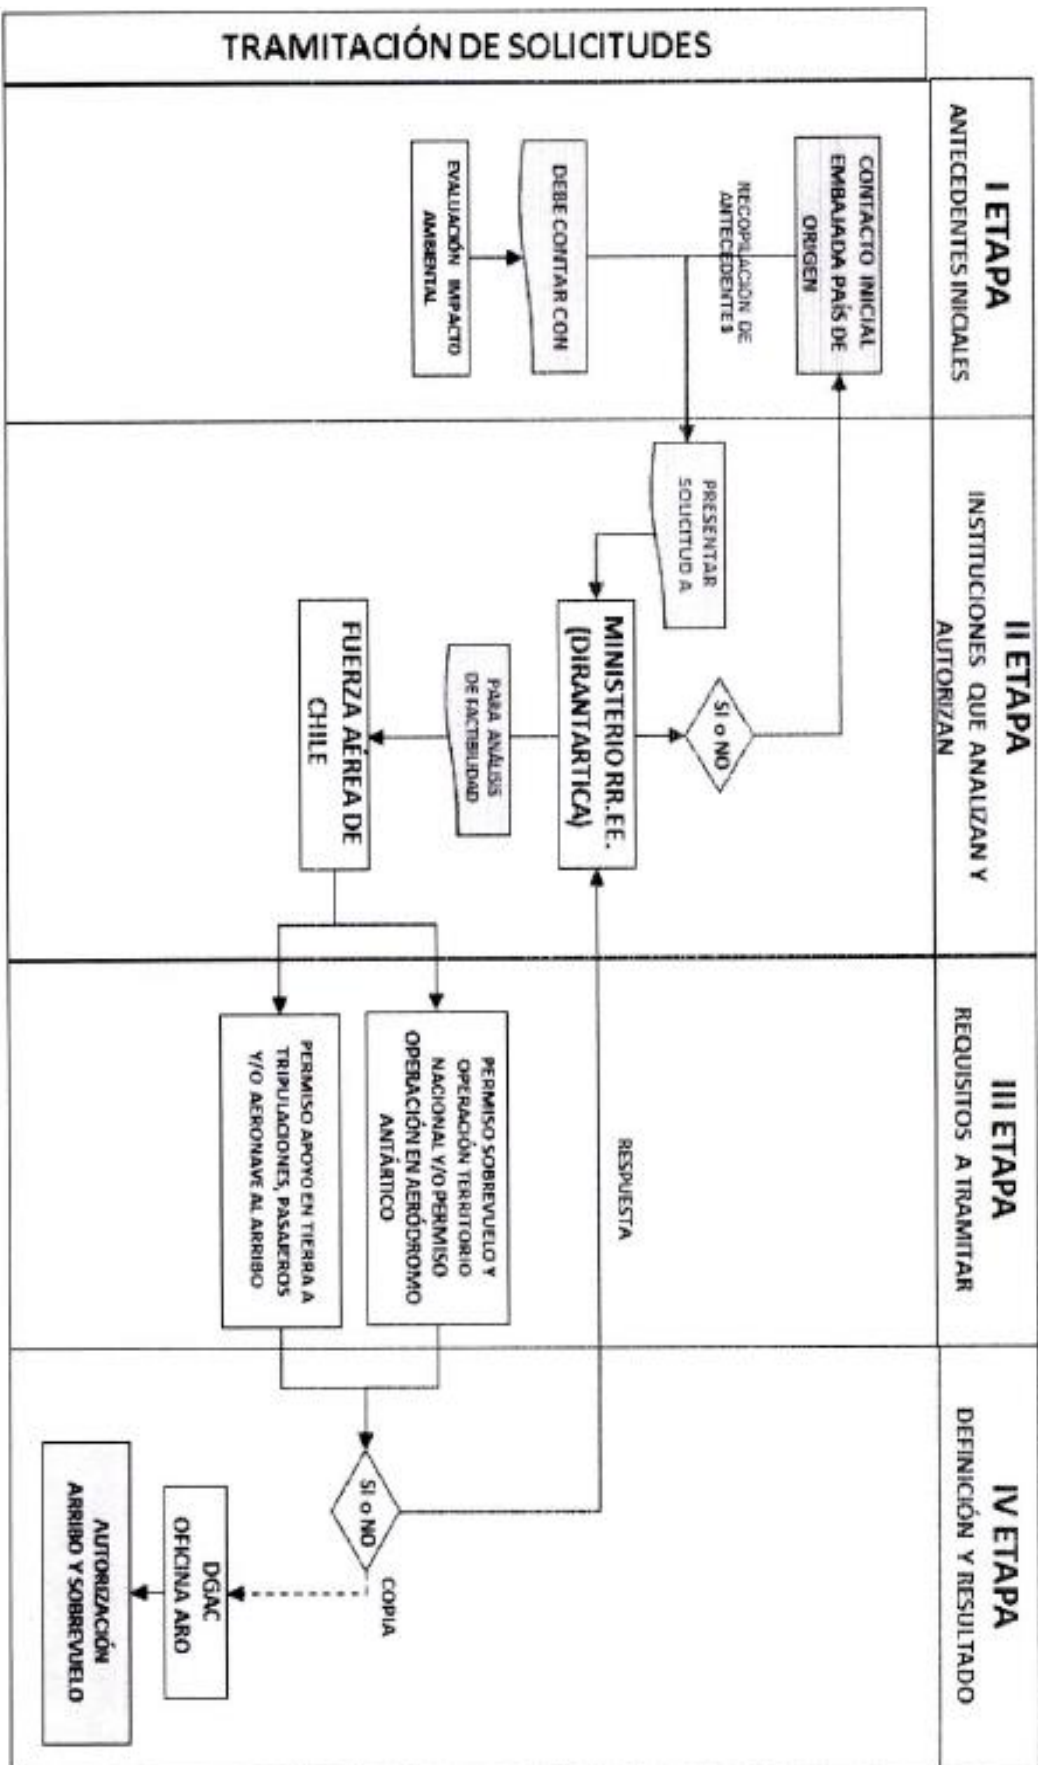 TRAMITACIÓN DE SOLICITUDES
I ETAPA
ANTECEDENTES INICIALES
CONTACTO INICIAL
EMBAJADA PAÍS DE
ORIGEN
RECOPILACIÓN DE
ANTECEDENTES
DEBE CONTAR CON
EVALUACIÓN IMPACTO
AMBIENTAL
II ETAPA
INSTITUCIONES QUE ANALIZAN Y
AUTORIZAN
SI o NO
PRESENTAR
SOLICITUD A
MINISTERIO RR.EE.
(DIRANTARTICA)
PARA ANÁLISIS
DE FACTIBILIDAD
FUERZA AÉREA DE
CHILE
III ETAPA
REQUISITOS A TRAMITAR
RESPUESTA
PERMISO SOBREVUELO Y
OPERACIÓN TERRITORIO
NACIONAL Y/O PERMISO
OPERACIÓN EN AERÓDROMO
ANTÁRTICO
PERMISO APOYO EN TIERRA A
TRIPULACIONES, PASAJEROS
Y/O AERONAVE AL ARRIBO
IV ETAPA
DEFINICIÓN Y RESULTADO
SI o NO
COPIA
DGAC
OFICINA ARO
AUTORIZACIÓN
ARRIBO Y SOBREVUELO